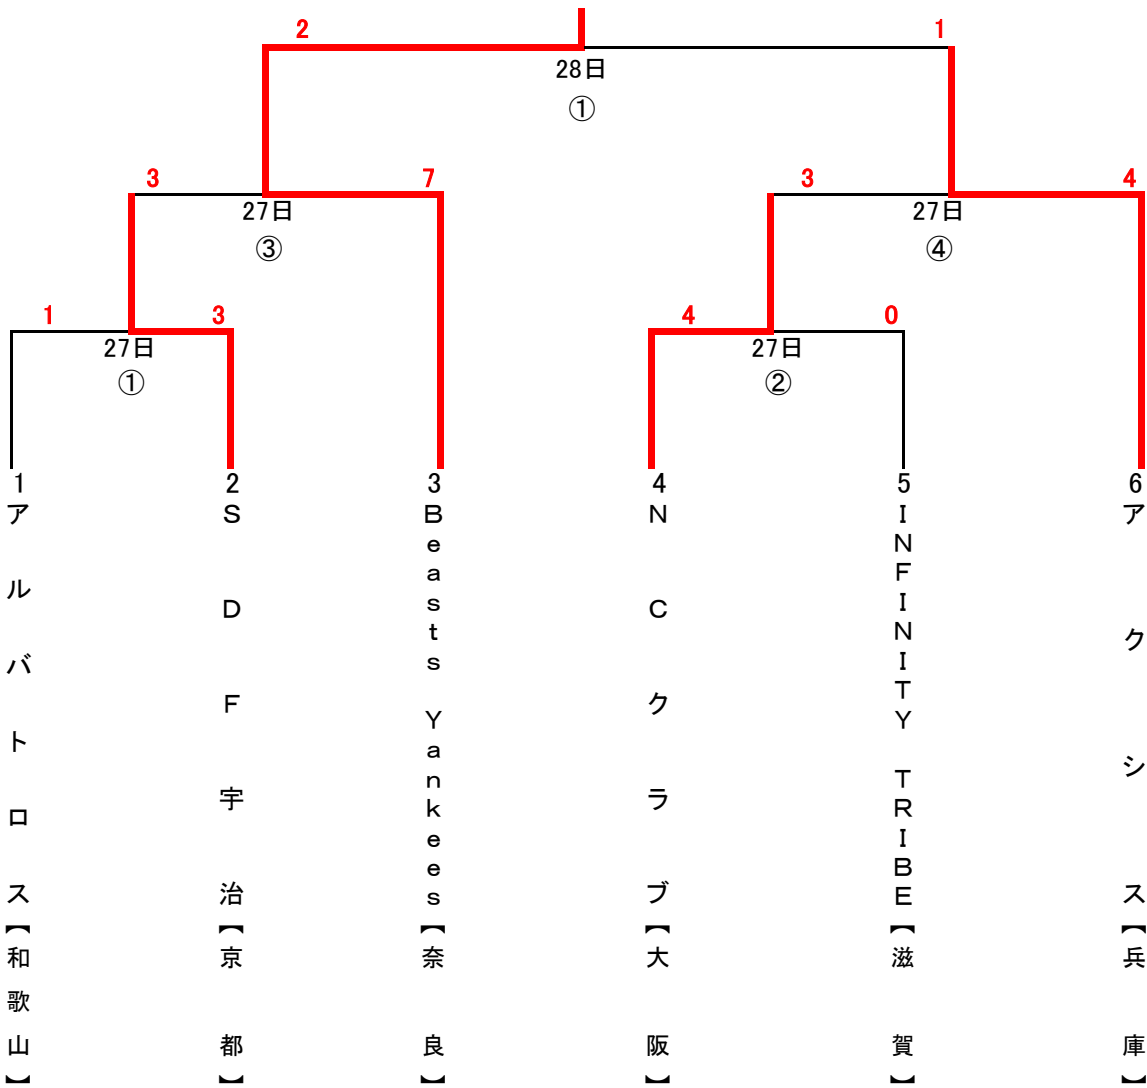 2 1
28日
①
3 7 3 4
27日 27日
③ ④
1 3 4 0
27日 27日
① ②
1 2 3 4 5 6
アルバトロス【和歌山】
SDF宇治【京都】
Beasts Yankees【奈良】
NCクラブ【大阪】
INFINITY TRIBE【滋賀】
アクシス【兵庫】